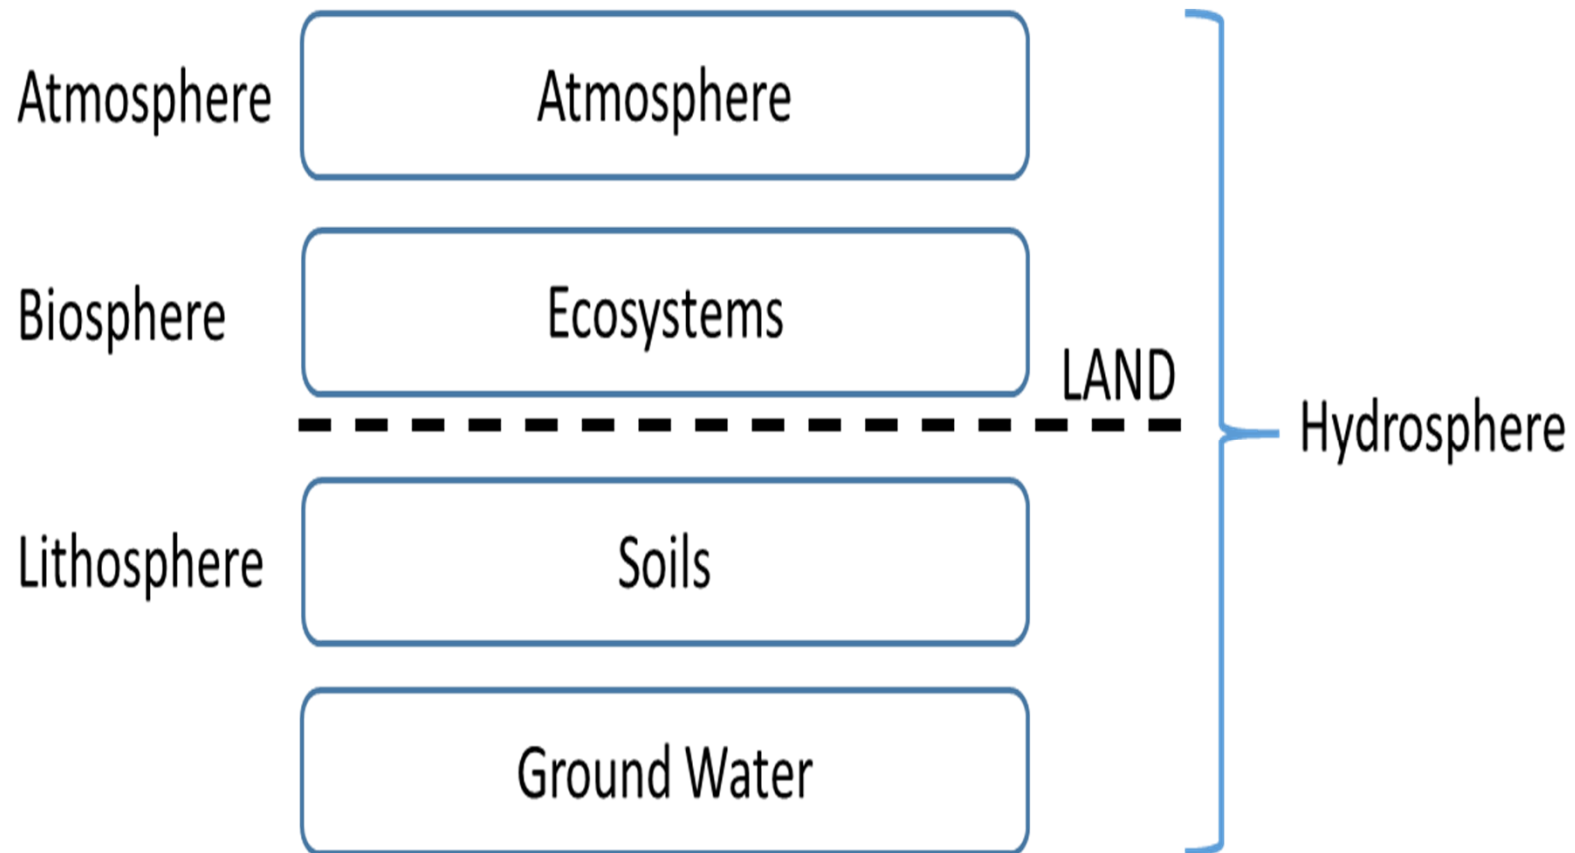 Atmosphere
Atmosphere
Biosphere
Ecosystems
LAND
Hydrosphere
Lithosphere
Soils
Ground Water